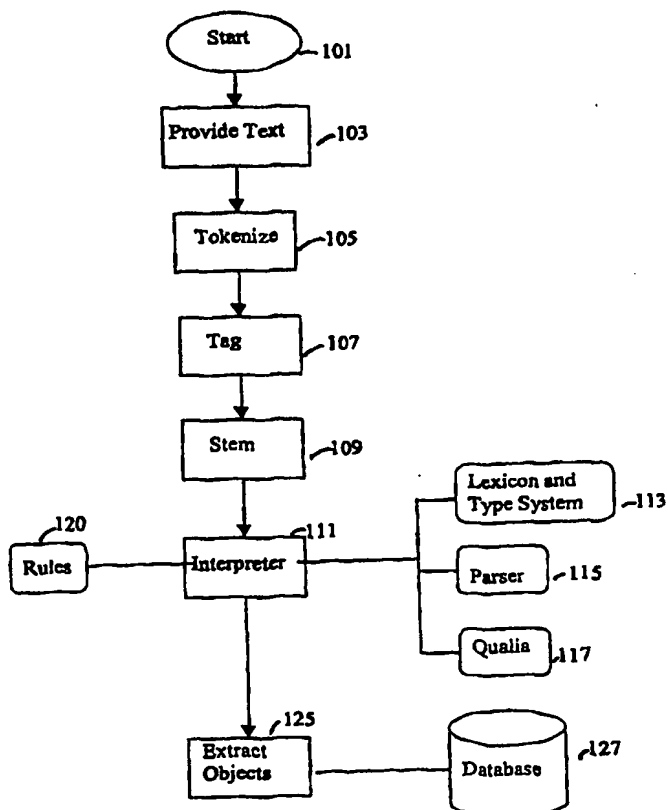 Start
101
Provide Text
103
Tokenize
105
Tag
107
Stem
109
120
Rules
111
Interpreter
Lexicon and
Type System
113
Parser
115
Qualia
117
125
Extract
Objects
Database
127